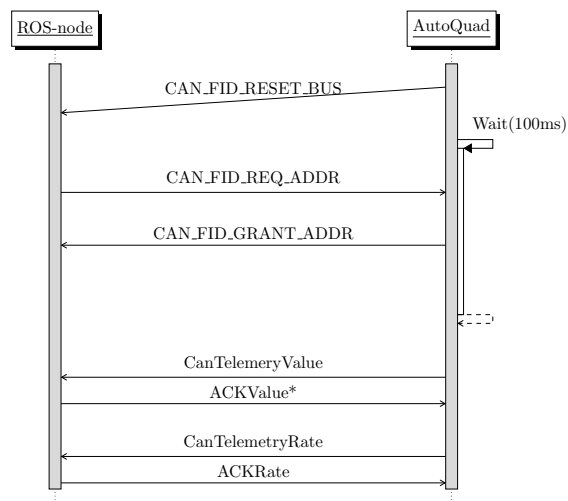 ROS-node
AutoQuad
CAN_FID_RESET_BUS
Wait(100ms)
CAN_FID_REQ_ADDR
CAN_FID_GRANT_ADDR
CanTelemeryValue
ACKValue*
CanTelemetryRate
ACKRate